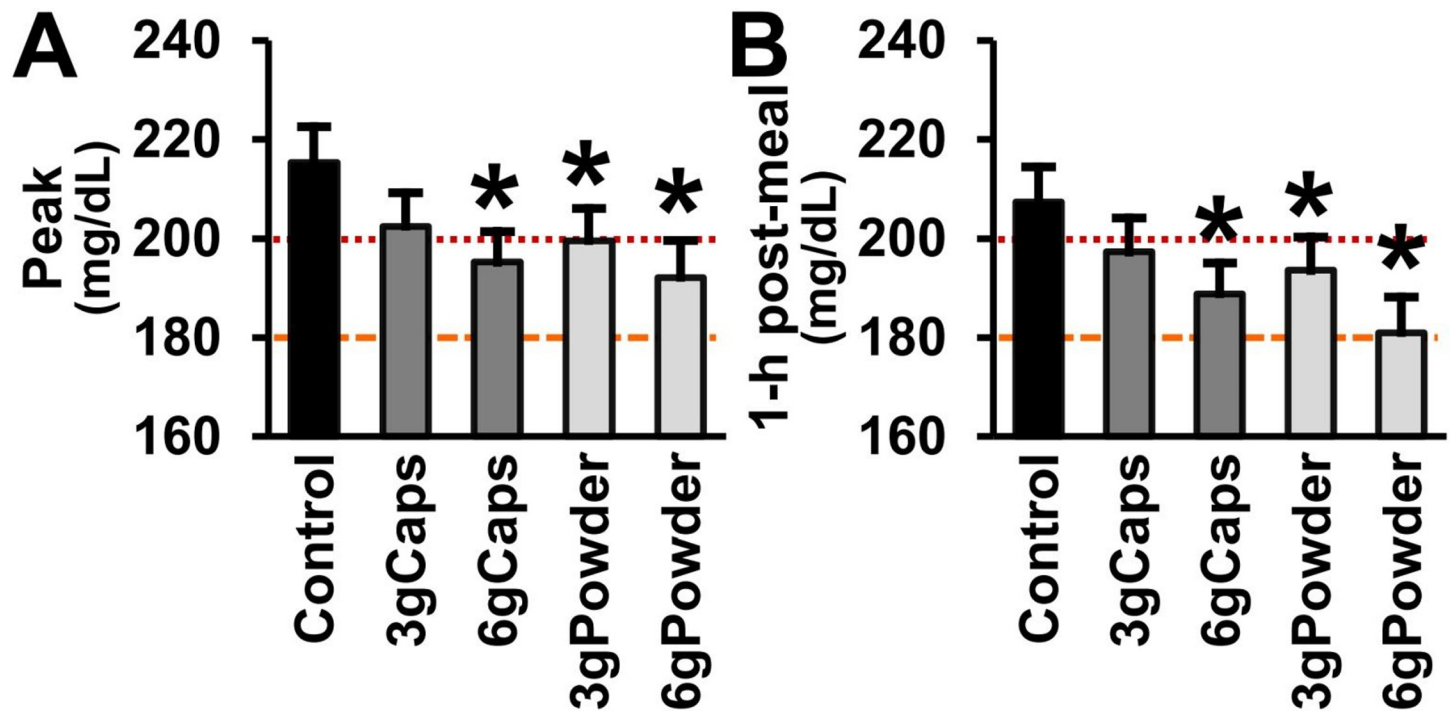 A
Peak
(mg/dL)
240
220
200
180
160
*
*
*
Control
3gCaps
6gCaps
3gPowder
6gPowder
B
1-h post-meal
(mg/dL)
240
220
200
180
160
*
*
*
Control
3gCaps
6gCaps
3gPowder
6gPowder